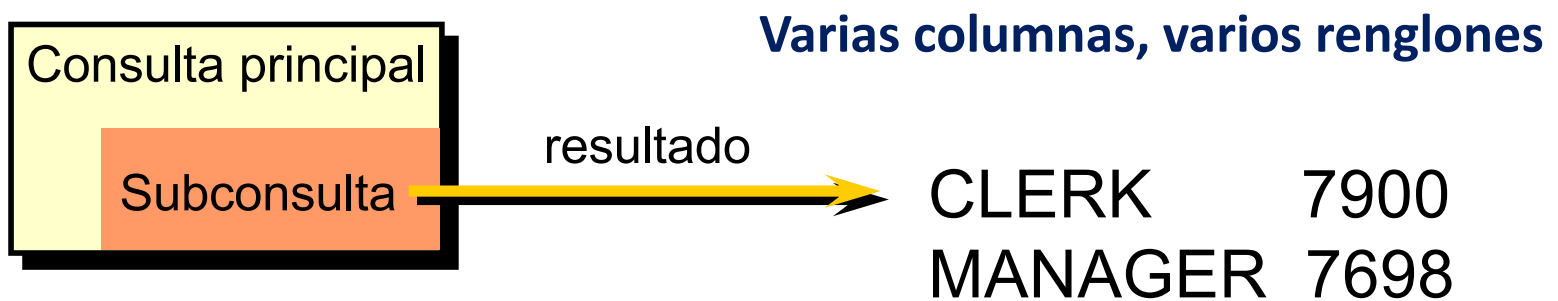 Varias columnas, varios renglones
Consulta principal
Subconsulta
resultado
CLERK 7900
MANAGER 7698